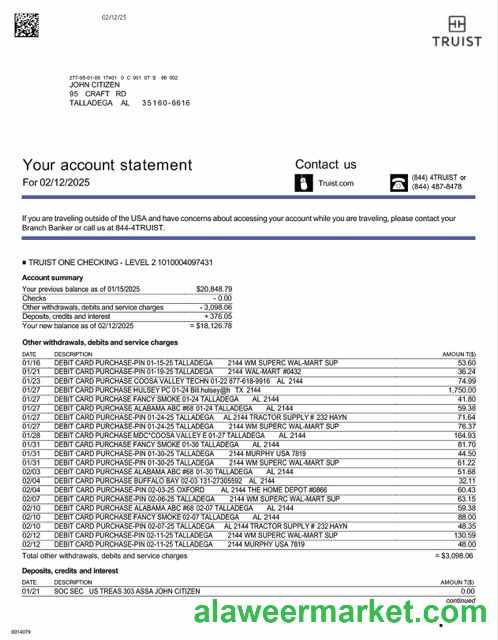 02/12/25
TRUIST
277-95-01-05 17401 0 C 001 07 S 66 002
JOHN CITIZEN
95 CRAFT RD
TALLADEGA AL 35160-6616
Your account statement
For 02/12/2025
Contact us
Truist.com
(844) 4TRUIST or
(844) 487-8478
If you are traveling outside of the USA and have concerns about accessing your account while you are traveling, please contact your
Branch Banker or call us at 844-4TRUIST.
■ TRUIST ONE CHECKING - LEVEL 2 1010004097431
Account summary
Your previous balance as of 01/15/2025 $20,848.79
Checks - 0.00
Other withdrawals, debits and service charges - 3,098.06
Deposits, credits and interest + 376.05
Your new balance as of 02/12/2025 = $18,126.78
Other withdrawals, debits and service charges
DATE DESCRIPTION AMOUNT($)
01/16 DEBIT CARD PURCHASE-PIN 01-15-25 TALLADEGA 2144 WM SUPERC WAL-MART SUP 53.60
01/21 DEBIT CARD PURCHASE-PIN 01-19-25 TALLADEGA 2144 WAL-MART #0432 36.24
01/23 DEBIT CARD PURCHASE COOSA VALLEY TECHN 01-22 877-618-9916 AL 2144 74.99
01/27 DEBIT CARD PURCHASE HULSEY PC 01-24 Bill.hulsey@h TX 2144 1,750.00
01/27 DEBIT CARD PURCHASE FANCY SMOKE 01-24 TALLADEGA AL 2144 41.80
01/27 DEBIT CARD PURCHASE ALABAMA ABC #68 01-24 TALLADEGA AL 2144 59.38
01/27 DEBIT CARD PURCHASE-PIN 01-24-25 TALLADEGA AL 2144 TRACTOR SUPPLY # 232 HAYN 71.64
01/27 DEBIT CARD PURCHASE-PIN 01-24-25 TALLADEGA 2144 WM SUPERC WAL-MART SUP 76.37
01/28 DEBIT CARD PURCHASE MDC*COOSA VALLEY E 01-27 TALLADEGA AL 2144 164.93
01/31 DEBIT CARD PURCHASE FANCY SMOKE 01-30 TALLADEGA AL 2144 81.70
01/31 DEBIT CARD PURCHASE-PIN 01-30-25 TALLADEGA 2144 MURPHY USA 7819 44.50
01/31 DEBIT CARD PURCHASE-PIN 01-30-25 TALLADEGA 2144 WM SUPERC WAL-MART SUP 61.22
02/03 DEBIT CARD PURCHASE ALABAMA ABC #68 01-30 TALLADEGA AL 2144 51.68
02/04 DEBIT CARD PURCHASE BUFFALO BAY 02-03 131-27305592 AL 2144 32.11
02/04 DEBIT CARD PURCHASE-PIN 02-03-25 OXFORD AL 2144 THE HOME DEPOT #0866 60.43
02/07 DEBIT CARD PURCHASE-PIN 02-06-25 TALLADEGA 2144 WM SUPERC WAL-MART SUP 63.15
02/10 DEBIT CARD PURCHASE ALABAMA ABC #68 02-07 TALLADEGA AL 2144 59.38
02/10 DEBIT CARD PURCHASE FANCY SMOKE 02-07 TALLADEGA AL 2144 88.00
02/10 DEBIT CARD PURCHASE-PIN 02-07-25 TALLADEGA AL 2144 TRACTOR SUPPLY # 232 HAYN 48.35
02/12 DEBIT CARD PURCHASE-PIN 02-11-25 TALLADEGA 2144 WM SUPERC WAL-MART SUP 130.59
02/12 DEBIT CARD PURCHASE-PIN 02-11-25 TALLADEGA 2144 MURPHY USA 7819 48.00
Total other withdrawals, debits and service charges = $3,098.06
Deposits, credits and interest
DATE DESCRIPTION AMOUNT($)
01/21 SOC SEC US TREAS 303 ASSA JOHN CITIZEN 0.00
continued
alaweermarket.com
0014079